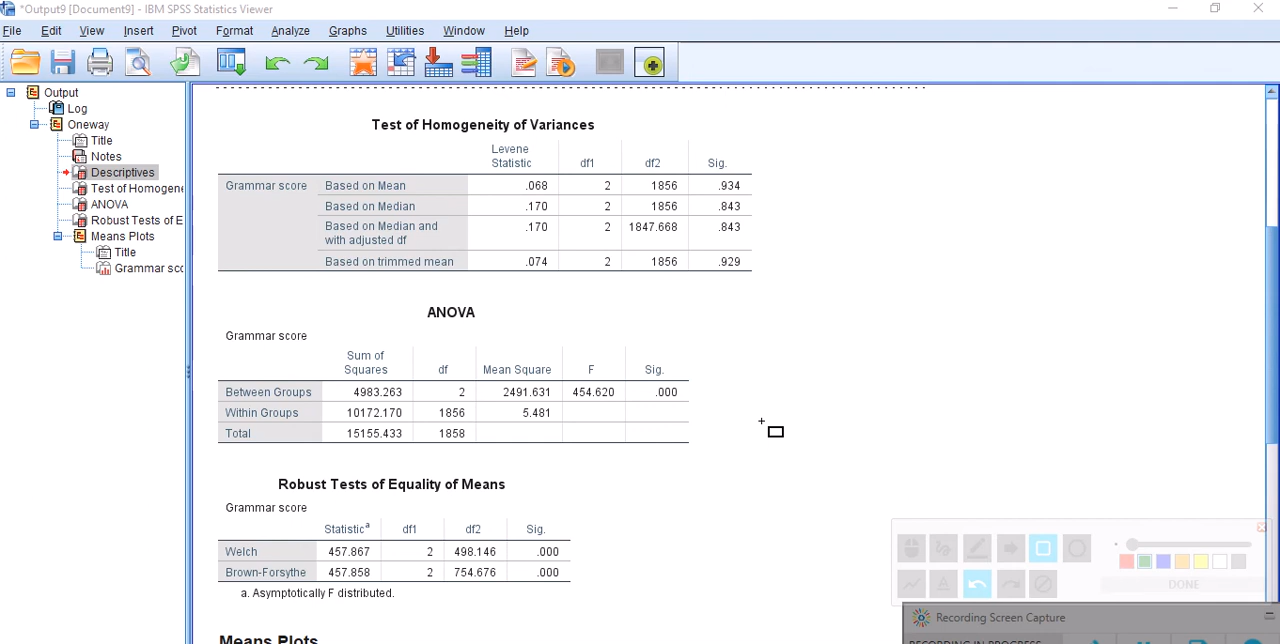 *Output9 [Document9] - IBM SPSS Statistics Viewer
File Edit View Insert Pivot Format Analyze Graphs Utilities Window Help
Output
Log
Oneway
Title
Notes
Descriptives
Test of Homogene
ANOVA
Robust Tests of E
Means Plots
Title
Grammar sco
Test of Homogeneity of Variances
Levene Statistic df1 df2 Sig.
Grammar score Based on Mean .068 2 1856 .934
Based on Median .170 2 1856 .843
Based on Median and with adjusted df .170 2 1847.668 .843
Based on trimmed mean .074 2 1856 .929
ANOVA
Grammar score
Sum of Squares df Mean Square F Sig.
Between Groups 4983.263 2 2491.631 454.620 .000
Within Groups 10172.170 1856 5.481
Total 15155.433 1858
Robust Tests of Equality of Means
Grammar score
Statistic^a df1 df2 Sig.
Welch 457.867 2 498.146 .000
Brown-Forsythe 457.858 2 754.676 .000
a. Asymptotically F distributed.
Means Plots
DONE
Recording Screen Capture
RECORDING IN PROGRESS